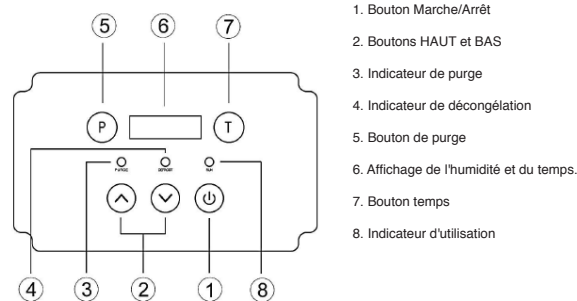 5 6 7
P T
PURGE DEFROST RUN
4 3 2 1 8
1. Bouton Marche/Arrêt
2. Boutons HAUT et BAS
3. Indicateur de purge
4. Indicateur de décongélation
5. Bouton de purge
6. Affichage de l'humidité et du temps.
7. Bouton temps
8. Indicateur d'utilisation